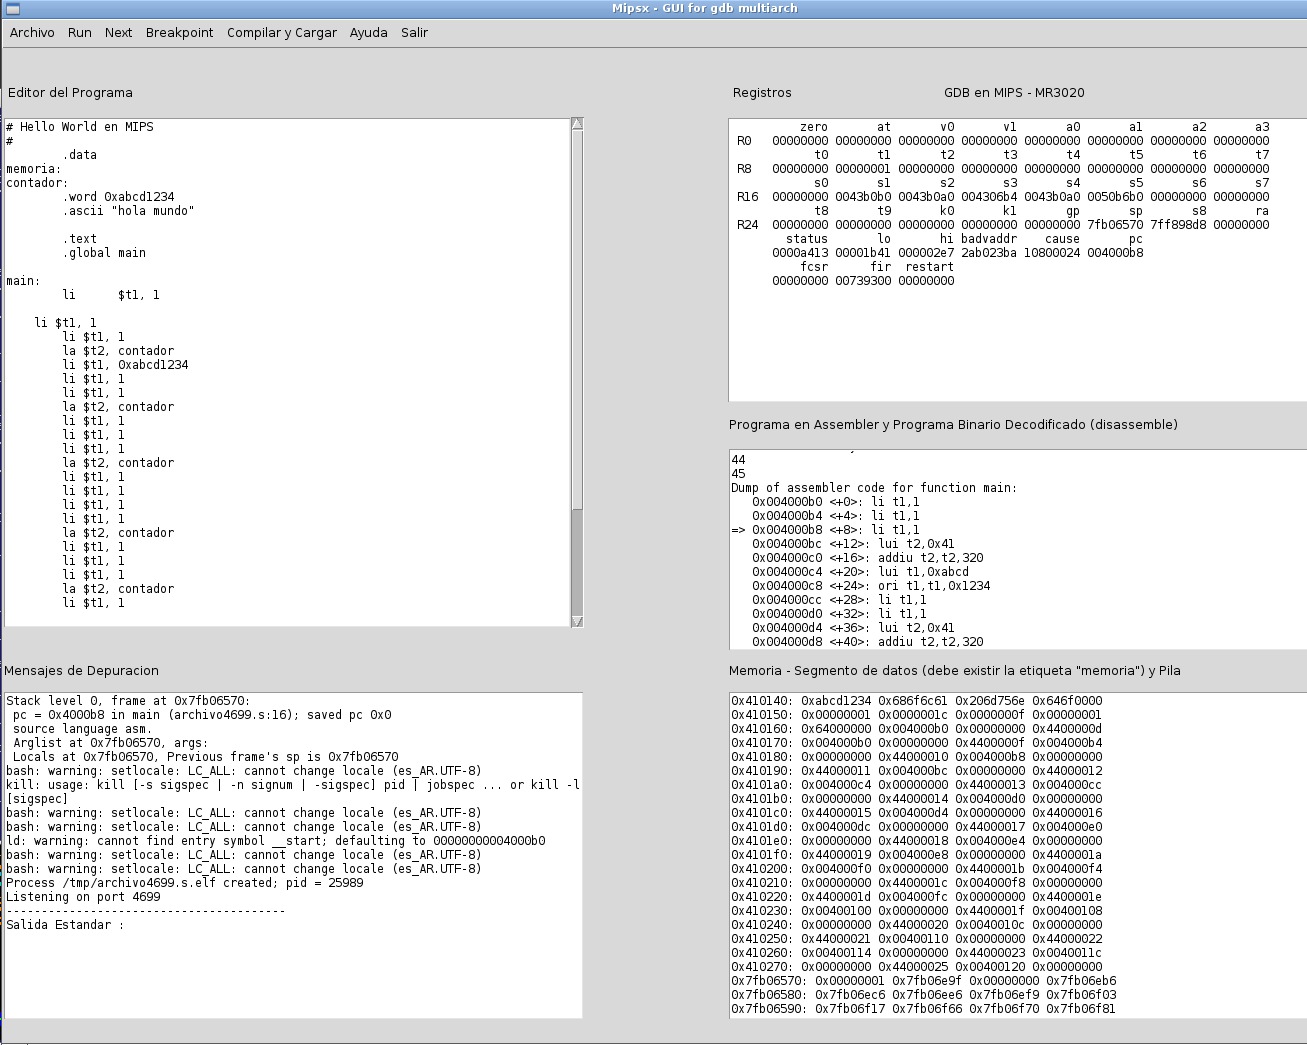 Mipsx - GUI for gdb multiarch
Archivo Run Next Breakpoint Compilar y Cargar Ayuda Salir
Editor del Programa
# Hello World en MIPS
#
        .data
memoria:
contador:
        .word 0xabcd1234
        .ascii "hola mundo"
        .text
        .global main
main:
        li      $t1, 1
    li $t1, 1
        li $t1, 1
        la $t2, contador
        li $t1, 0xabcd1234
        li $t1, 1
        li $t1, 1
        la $t2, contador
        li $t1, 1
        li $t1, 1
        li $t1, 1
        la $t2, contador
        li $t1, 1
        li $t1, 1
        li $t1, 1
        li $t1, 1
        la $t2, contador
        li $t1, 1
        li $t1, 1
        li $t1, 1
        la $t2, contador
        li $t1, 1
Mensajes de Depuracion
Stack level 0, frame at 0x7fb06570:
 pc = 0x4000b8 in main (archivo4699.s:16); saved pc 0x0
 source language asm.
 Arglist at 0x7fb06570, args:
 Locals at 0x7fb06570, Previous frame's sp is 0x7fb06570
bash: warning: setlocale: LC_ALL: cannot change locale (es_AR.UTF-8)
kill: usage: kill [-s sigspec | -n signum | -sigspec] pid | jobspec ... or kill -l
[sigspec]
bash: warning: setlocale: LC_ALL: cannot change locale (es_AR.UTF-8)
bash: warning: setlocale: LC_ALL: cannot change locale (es_AR.UTF-8)
ld: warning: cannot find entry symbol __start; defaulting to 00000000004000b0
bash: warning: setlocale: LC_ALL: cannot change locale (es_AR.UTF-8)
bash: warning: setlocale: LC_ALL: cannot change locale (es_AR.UTF-8)
Process /tmp/archivo4699.s.elf created; pid = 25989
Listening on port 4699
----------------------------------------
Salida Estandar :
Registros GDB en MIPS - MR3020
zero at v0 v1 a0 a1 a2 a3
R0 00000000 00000000 00000000 00000000 00000000 00000000 00000000 00000000
t0 t1 t2 t3 t4 t5 t6 t7
R8 00000000 00000001 00000000 00000000 00000000 00000000 00000000 00000000
s0 s1 s2 s3 s4 s5 s6 s7
R16 00000000 0043b0b0 0043b0a0 004306b4 0043b0a0 0050b6b0 00000000 00000000
t8 t9 k0 k1 gp sp s8 ra
R24 00000000 00000000 00000000 00000000 00000000 7fb06570 7ff898d8 00000000
status lo hi badvaddr cause pc
0000a413 00001b41 000002e7 2ab023ba 10800024 004000b8
fcsr fir restart
00000000 00739300 00000000
Programa en Assembler y Programa Binario Decodificado (disassemble)
44
45
Dump of assembler code for function main:
   0x004000b0 <+0>: li t1,1
   0x004000b4 <+4>: li t1,1
=> 0x004000b8 <+8>: li t1,1
   0x004000bc <+12>: lui t2,0x41
   0x004000c0 <+16>: addiu t2,t2,320
   0x004000c4 <+20>: lui t1,0xabcd
   0x004000c8 <+24>: ori t1,t1,0x1234
   0x004000cc <+28>: li t1,1
   0x004000d0 <+32>: li t1,1
   0x004000d4 <+36>: lui t2,0x41
   0x004000d8 <+40>: addiu t2,t2,320
Memoria - Segmento de datos (debe existir la etiqueta "memoria") y Pila
0x410140: 0xabcd1234 0x686f6c61 0x206d756e 0x646f0000
0x410150: 0x00000001 0x0000001c 0x0000000f 0x00000001
0x410160: 0x64000000 0x004000b0 0x00000000 0x4400000d
0x410170: 0x004000b0 0x00000000 0x4400000f 0x004000b4
0x410180: 0x00000000 0x44000010 0x004000b8 0x00000000
0x410190: 0x44000011 0x004000bc 0x00000000 0x44000012
0x4101a0: 0x004000c4 0x00000000 0x44000013 0x004000cc
0x4101b0: 0x00000000 0x44000014 0x004000d0 0x00000000
0x4101c0: 0x44000015 0x004000d4 0x00000000 0x44000016
0x4101d0: 0x004000dc 0x00000000 0x44000017 0x004000e0
0x4101e0: 0x00000000 0x44000018 0x004000e4 0x00000000
0x4101f0: 0x44000019 0x004000e8 0x00000000 0x4400001a
0x410200: 0x004000f0 0x00000000 0x4400001b 0x004000f4
0x410210: 0x00000000 0x4400001c 0x004000f8 0x00000000
0x410220: 0x4400001d 0x004000fc 0x00000000 0x4400001e
0x410230: 0x00400100 0x00000000 0x4400001f 0x00400108
0x410240: 0x00000000 0x44000020 0x0040010c 0x00000000
0x410250: 0x44000021 0x00400110 0x00000000 0x44000022
0x410260: 0x00400114 0x00000000 0x44000023 0x0040011c
0x410270: 0x00000000 0x44000025 0x00400120 0x00000000
0x7fb06570: 0x00000001 0x7fb06e9f 0x00000000 0x7fb06eb6
0x7fb06580: 0x7fb06ec6 0x7fb06ee6 0x7fb06ef9 0x7fb06f03
0x7fb06590: 0x7fb06f17 0x7fb06f66 0x7fb06f70 0x7fb06f81